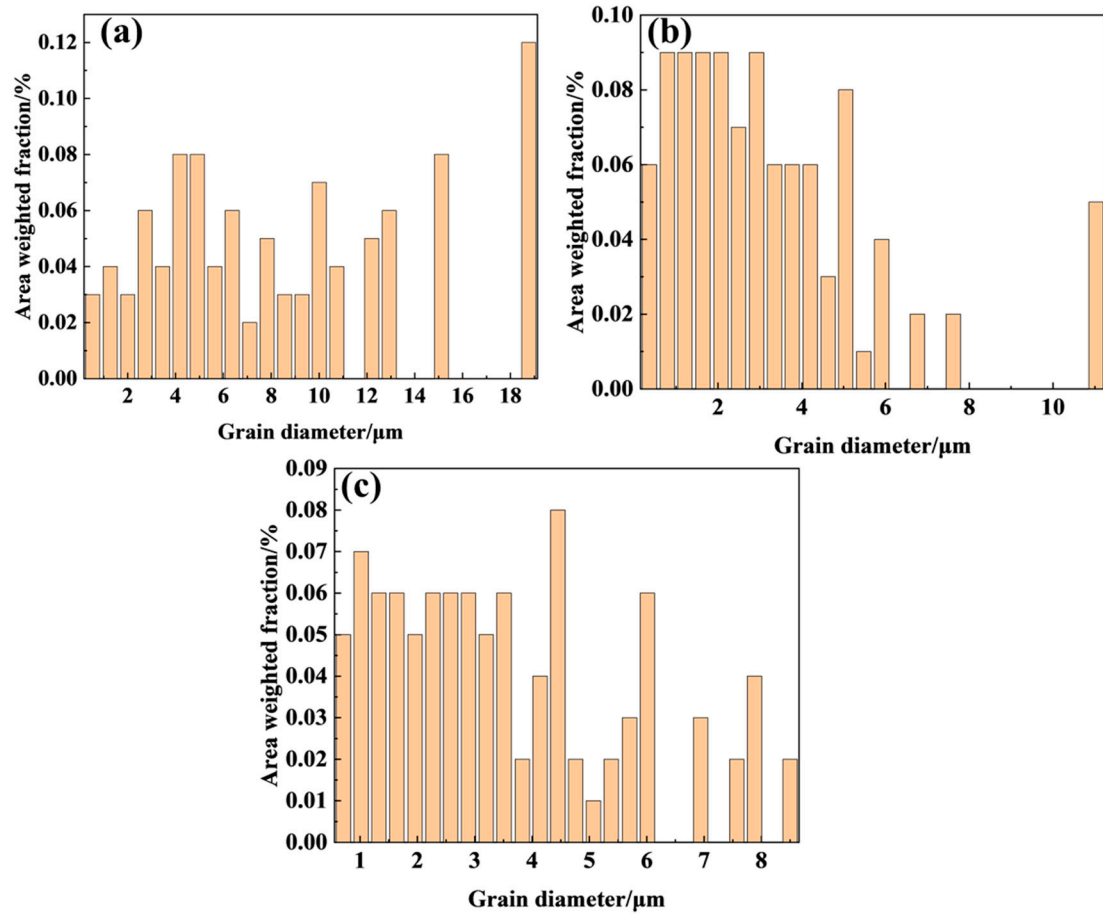 (a)
0.12
0.10
0.08
0.06
0.04
0.02
0.00
2 4 6 8 10 12 14 16 18
Area weighted fraction/%
Grain diameter/μm
(b)
0.10
0.08
0.06
0.04
0.02
0.00
2 4 6 8 10
Area weighted fraction/%
Grain diameter/μm
(c)
0.09
0.08
0.07
0.06
0.05
0.04
0.03
0.02
0.01
0.00
1 2 3 4 5 6 7 8
Area weighted fraction/%
Grain diameter/μm